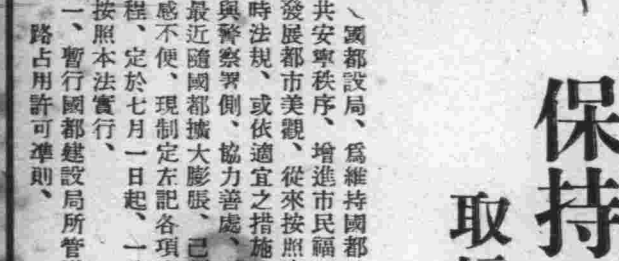 保持
取
國都設局、爲維持國都
共安寧秩序、增進市民福
發展都市美觀、從來按照
時法規、或依適宜之措施
與警察署側、協力善處、
最近隨國都擴大膨脹、已
感不便、現制定左記各項
程、定於七月一日起、一
按照本法實行、
一、暫行國都建設局所管
路占用許可準則、